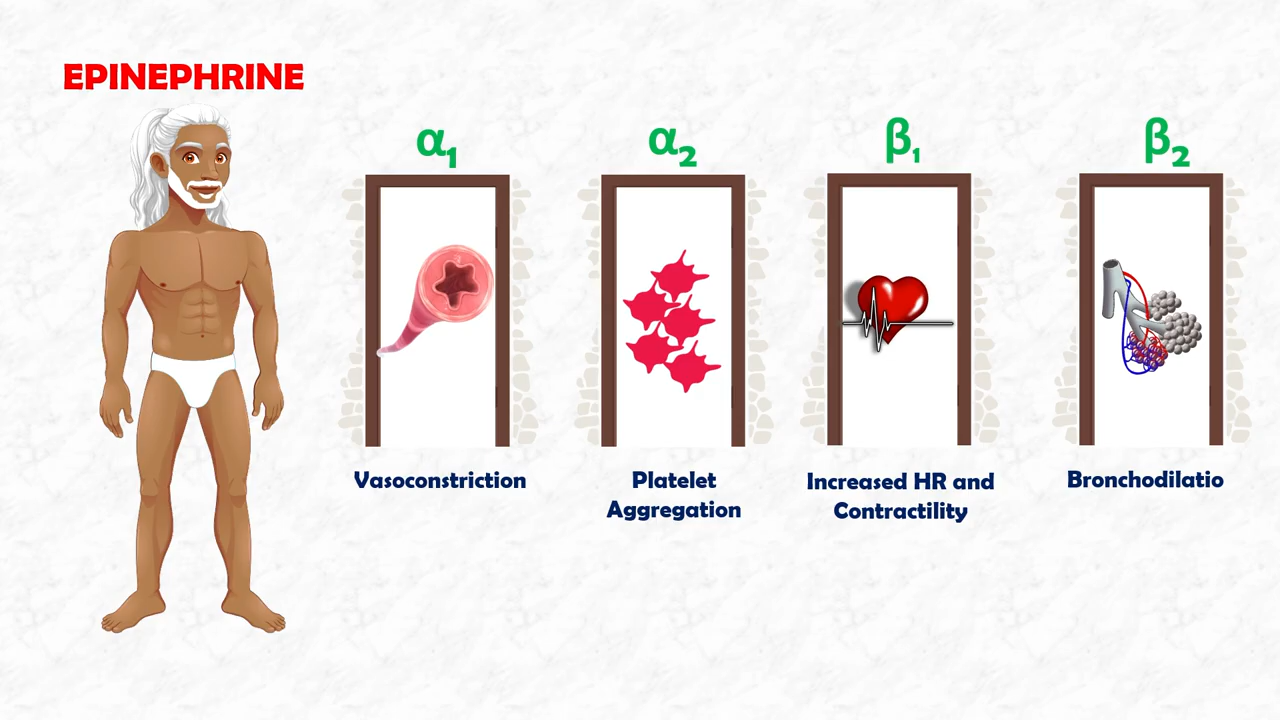 EPINEPHRINE
α₁
α₂
β₁
β₂
Vasoconstriction
Platelet
Aggregation
Increased HR and
Contractility
Bronchodilatio